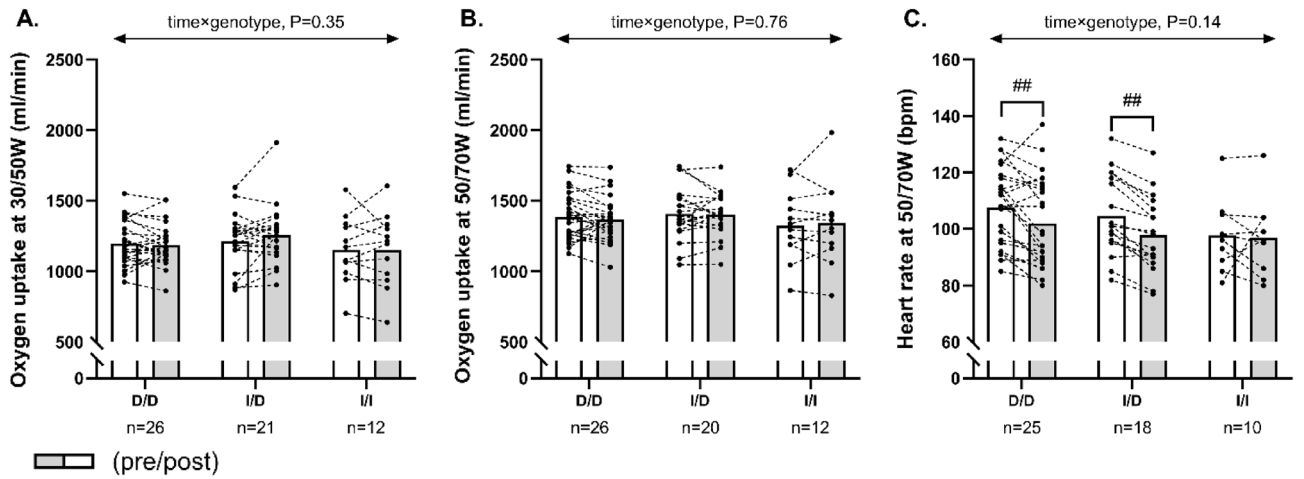 A.
time×genotype, P=0.35
Oxygen uptake at 30/50W (ml/min)
2500
2000
1500
1000
500
0
D/D
I/D
I/I
n=26
n=21
n=12
B.
time×genotype, P=0.76
Oxygen uptake at 50/70W (ml/min)
2500
2000
1500
1000
500
0
D/D
I/D
I/I
n=26
n=20
n=12
C.
time×genotype, P=0.14
Heart rate at 50/70W (bpm)
160
140
120
100
80
60
0
##
##
D/D
I/D
I/I
n=25
n=18
n=10
(pre/post)